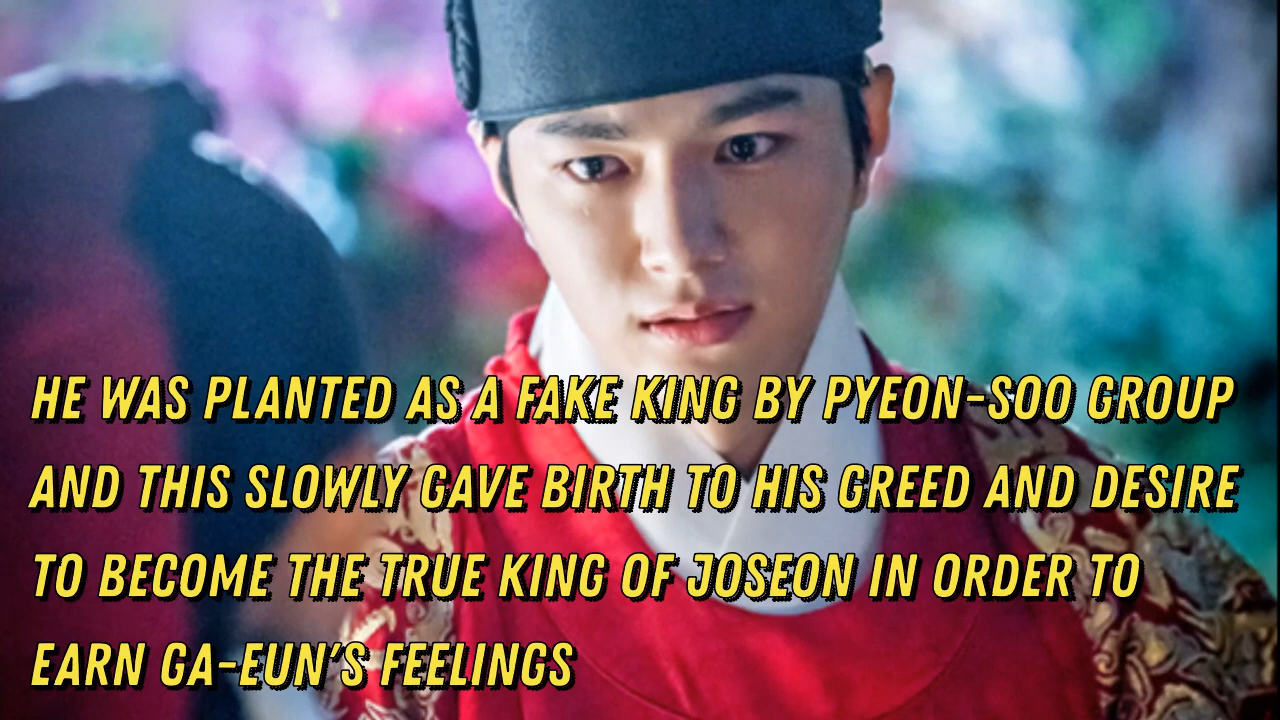 HE WAS PLANTED AS A FAKE KING BY PYEON-SOO GROUP
AND THIS SLOWLY GAVE BIRTH TO HIS GREED AND DESIRE
TO BECOME THE TRUE KING OF JOSEON IN ORDER TO
EARN GA-EUN'S FEELINGS